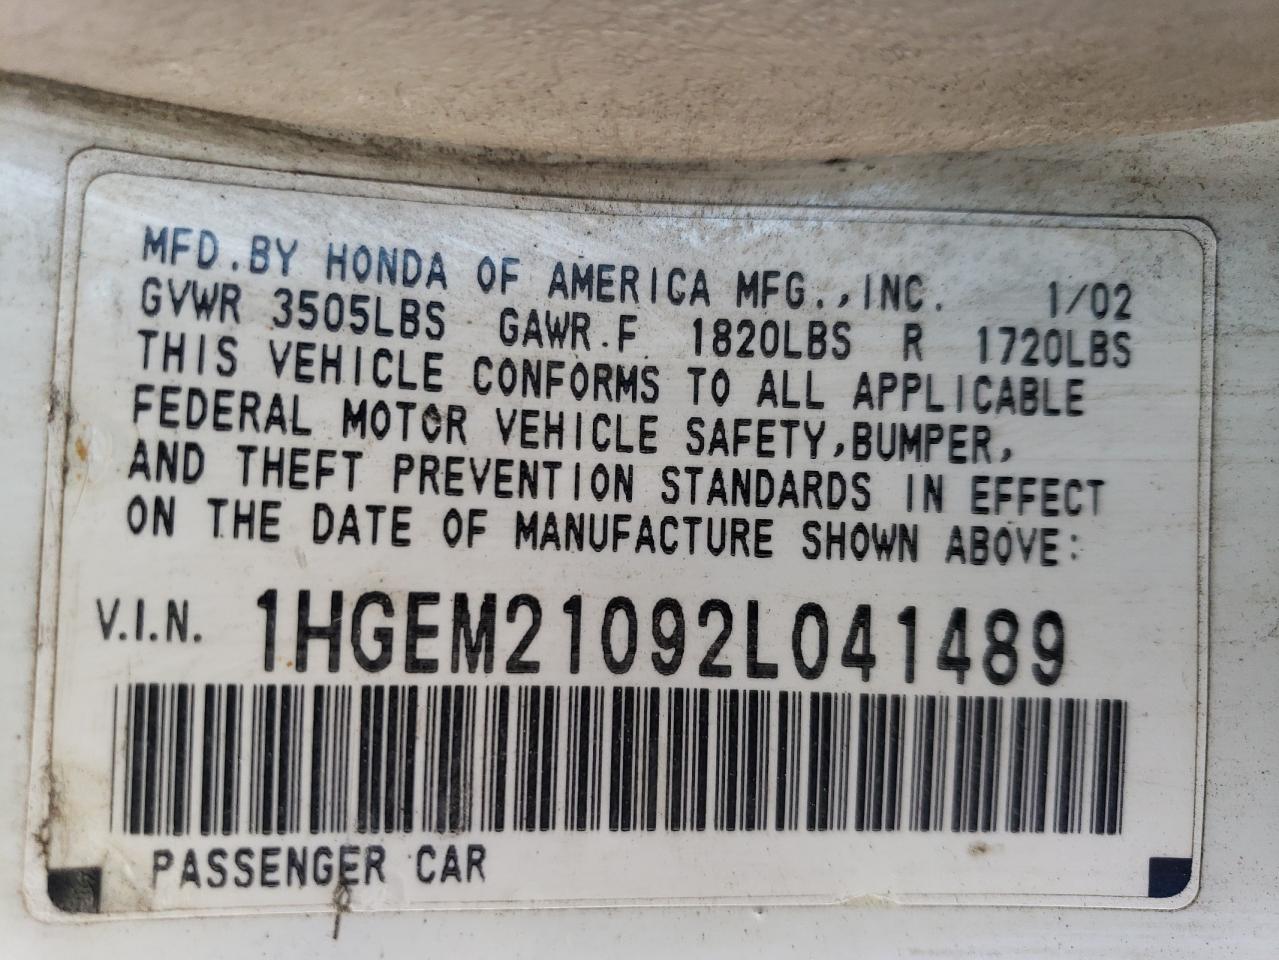 MFD.BY HONDA OF AMERICA MFG.,INC. 1/02
GVWR 3505LBS GAWR.F 1820LBS R 1720LBS
THIS VEHICLE CONFORMS TO ALL APPLICABLE
FEDERAL MOTOR VEHICLE SAFETY,BUMPER,
AND THEFT PREVENTION STANDARDS IN EFFECT
ON THE DATE OF MANUFACTURE SHOWN ABOVE:
V.I.N. 1HGEM21092L041489
PASSENGER CAR